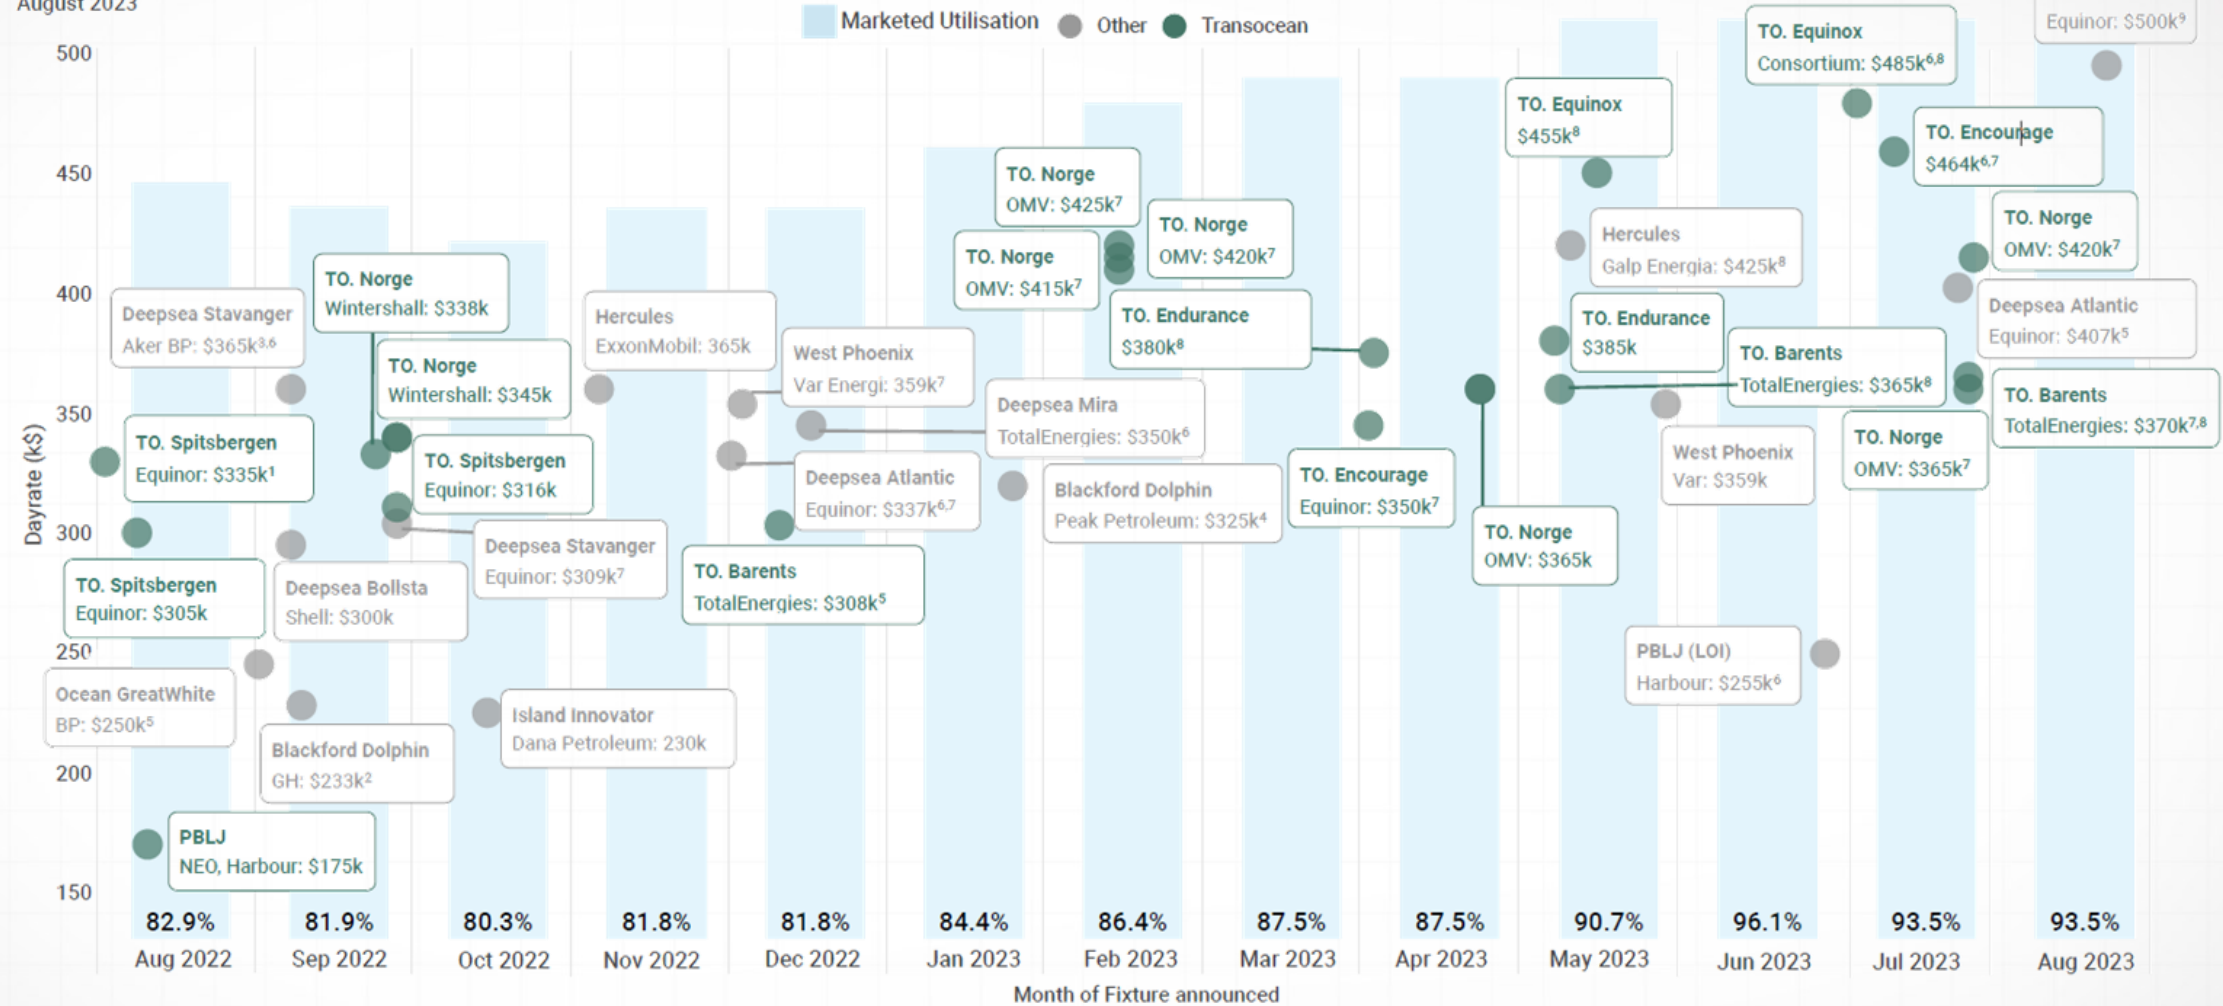 August 2023
Marketed Utilisation
Other
Transocean
Equinor: $500k⁹
TO. Equinox
Consortium: $485k⁶,⁸
500
TO. Equinox
$455k⁸
TO. Encourage
$464k⁶,⁷
450
TO. Norge
OMV: $425k⁷
TO. Norge
OMV: $420k⁷
TO. Norge
OMV: $415k⁷
Hercules
Galp Energia: $425k⁸
TO. Norge
OMV: $420k⁷
400
TO. Norge
Wintershall: $338k
Deepsea Stavanger
Aker BP: $365k³,⁶
Hercules
ExxonMobil: 365k
TO. Endurance
$380k⁸
TO. Endurance
$385k
Deepsea Atlantic
Equinor: $407k⁵
TO. Norge
Wintershall: $345k
West Phoenix
Var Energi: 359k⁷
TO. Barents
TotalEnergies: $365k⁸
350
Deepsea Mira
TotalEnergies: $350k⁶
TO. Barents
TotalEnergies: $370k⁷,⁸
TO. Spitsbergen
Equinor: $335k¹
TO. Spitsbergen
Equinor: $316k
Deepsea Atlantic
Equinor: $337k⁶,⁷
Blackford Dolphin
Peak Petroleum: $325k⁴
TO. Encourage
Equinor: $350k⁷
West Phoenix
Var: $359k
TO. Norge
OMV: $365k⁷
Dayrate (k$)
300
Deepsea Stavanger
Equinor: $309k⁷
TO. Norge
OMV: $365k
TO. Spitsbergen
Equinor: $305k
Deepsea Bollsta
Shell: $300k
TO. Barents
TotalEnergies: $308k⁵
250
PBLJ (LOI)
Harbour: $255k⁶
Ocean GreatWhite
BP: $250k⁵
Island Innovator
Dana Petroleum: 230k
Blackford Dolphin
GH: $233k²
200
PBLJ
NEO, Harbour: $175k
150
82.9%
81.9%
80.3%
81.8%
81.8%
84.4%
86.4%
87.5%
87.5%
90.7%
96.1%
93.5%
93.5%
Aug 2022
Sep 2022
Oct 2022
Nov 2022
Dec 2022
Jan 2023
Feb 2023
Mar 2023
Apr 2023
May 2023
Jun 2023
Jul 2023
Aug 2023
Month of Fixture announced